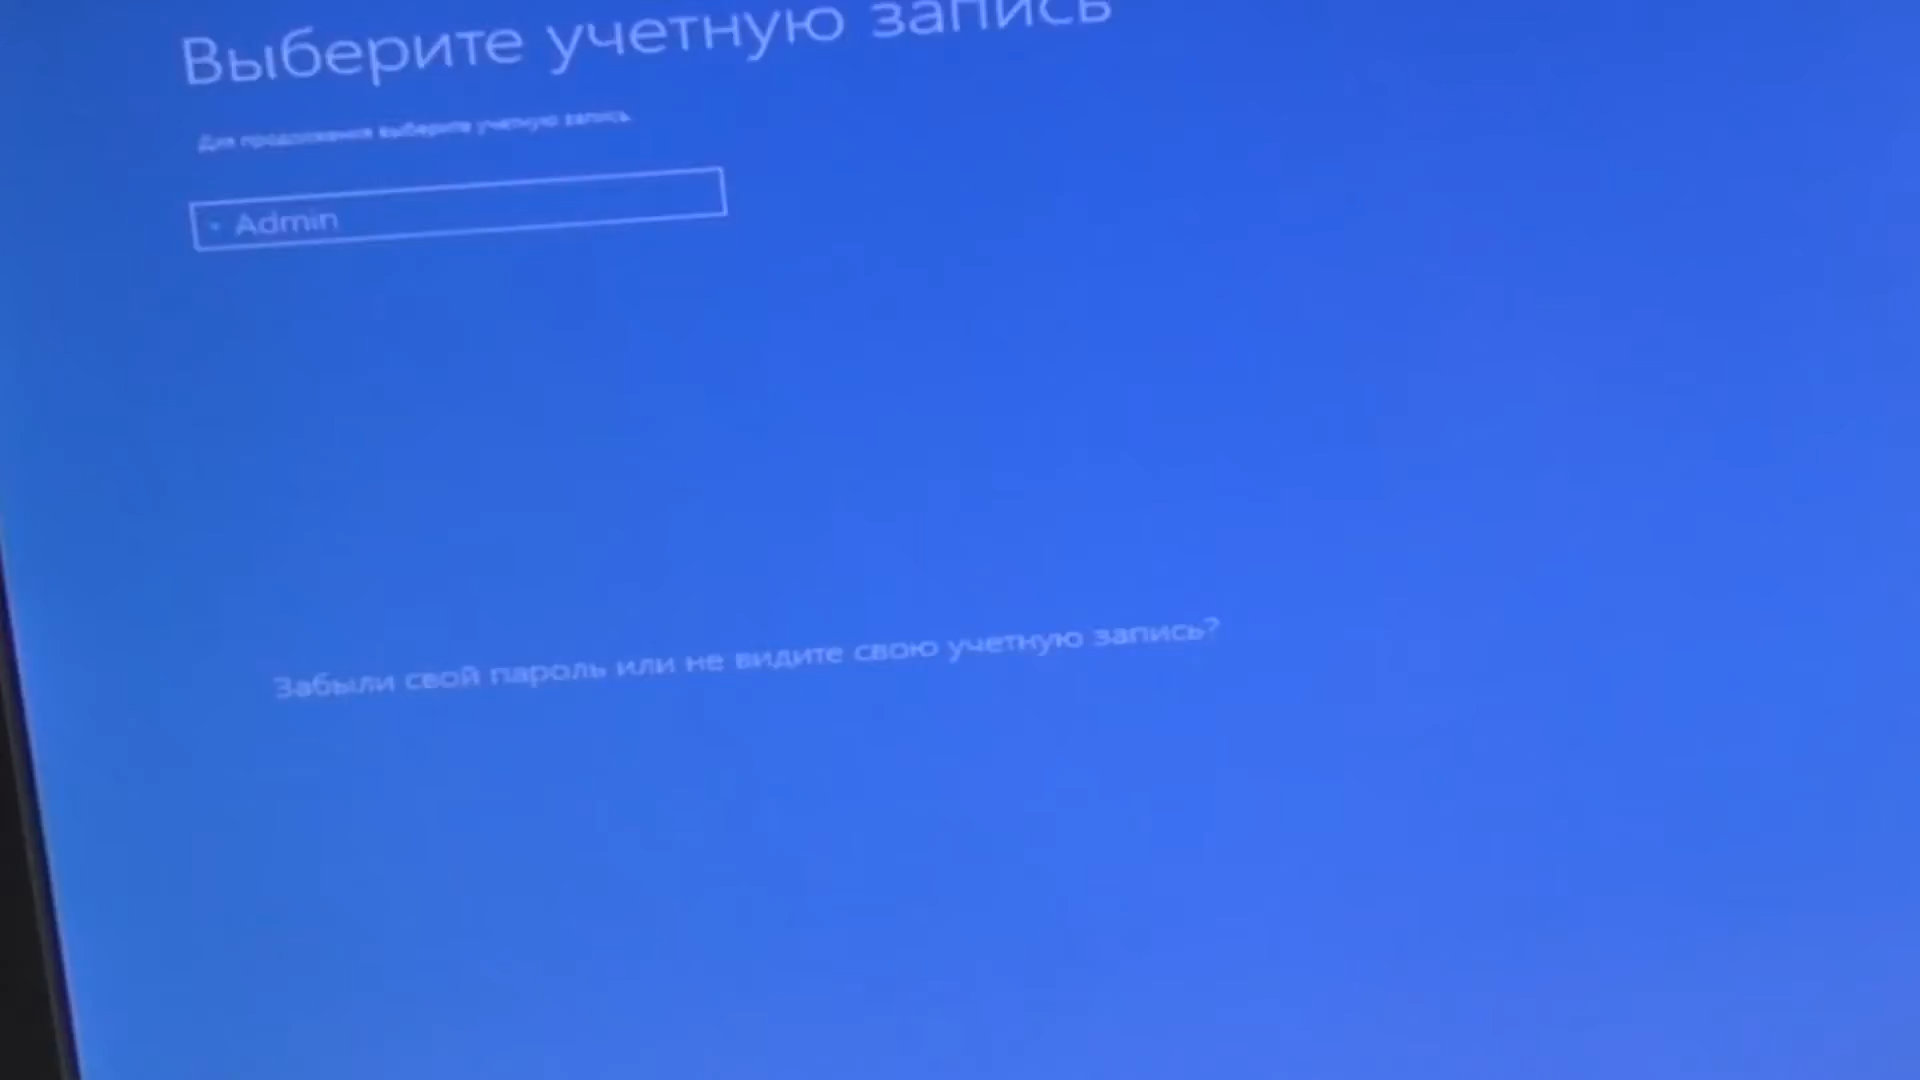 Выберите учетную запись
Для продолжения выберите учетную запись.
Admin
Забыли свой пароль или не видите свою учетную запись?